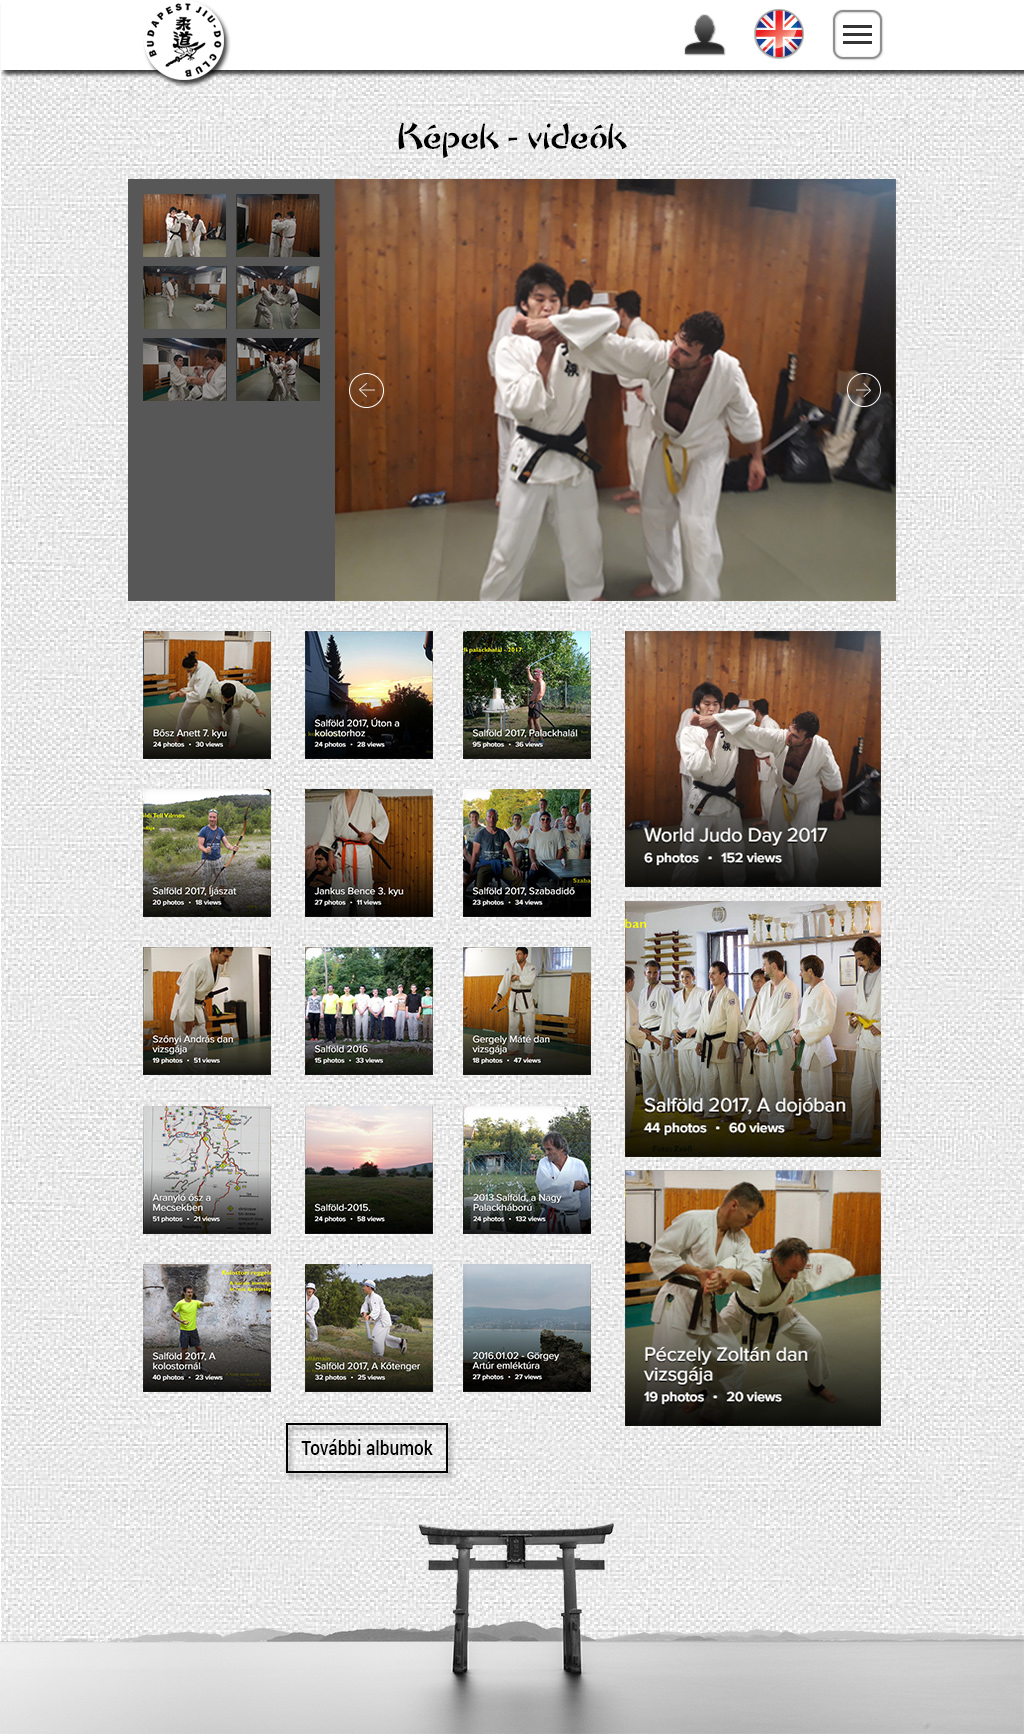 BUDAPEST JIU-DO CLUB
柔道
Képek - videók
Bősz Anett 7. kyu
24 photos • 30 views
Salföld 2017, Úton a
kolostorhoz
24 photos • 28 views
palackhalál - 2017
Salföld 2017, Palackhalál
95 photos • 36 views
World Judo Day 2017
6 photos • 152 views
Salföld 2017, Íjászat
20 photos • 18 views
Jankus Bence 3. kyu
27 photos • 11 views
Szaba
Salföld 2017, Szabadidő
23 photos • 34 views
ban
Salföld 2017, A dojóban
44 photos • 60 views
Szőnyi András dan
vizsgája
19 photos • 51 views
Salföld 2016
15 photos • 33 views
Gergely Máté dan
vizsgája
18 photos • 47 views
Aranyló ősz a
Mecsekben
51 photos • 21 views
Salföld-2015.
24 photos • 58 views
2013 Salföld, a Nagy
Palackháború
24 photos • 132 views
Péczely Zoltán dan
vizsgája
19 photos • 20 views
Salföld 2017, A
kolostornál
40 photos • 23 views
Salföld 2017, A Kőtenger
32 photos • 25 views
2016.01.02 - Görgey
Artúr emléktúra
27 photos • 27 views
További albumok